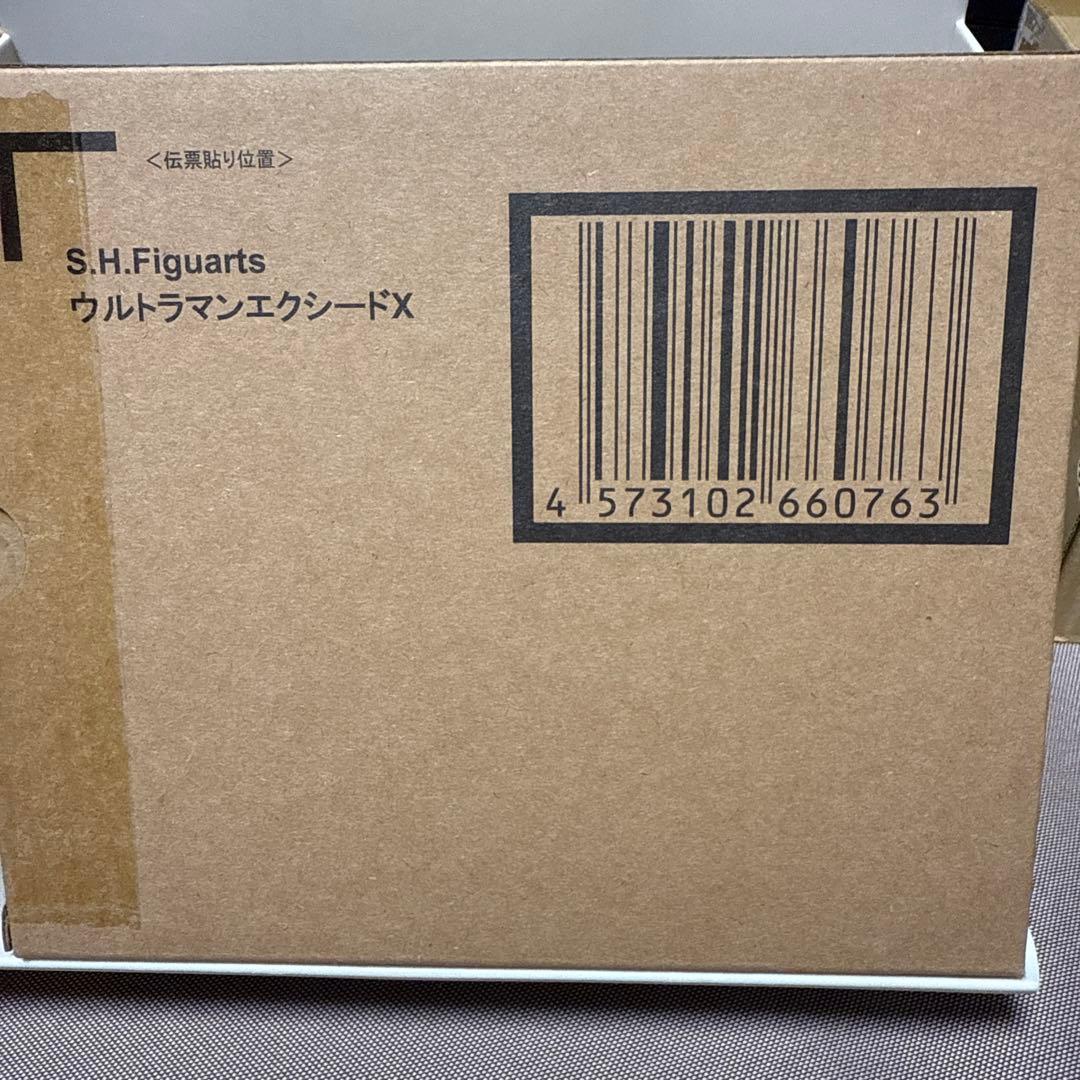 <伝票貼り位置>
S.H.Figuarts
ウルトラマンエクシードX
4 573102 660763